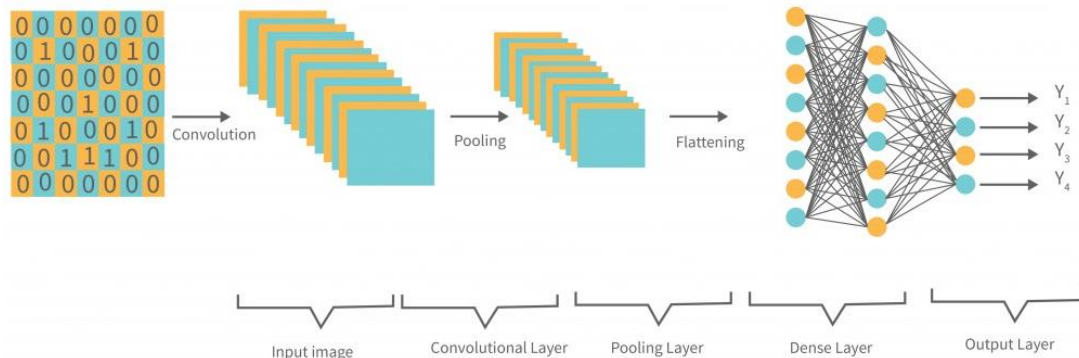 0 0 0 0 0 0 0
0 1 0 0 0 1 0
0 0 0 0 0 0 0
0 0 0 1 0 0 0
0 1 0 0 0 1 0
0 0 1 1 1 0 0
0 0 0 0 0 0 0
Convolution
Pooling
Flattening
Y1
Y2
Y3
Y4
Input image
Convolutional Layer
Pooling Layer
Dense Layer
Output Layer